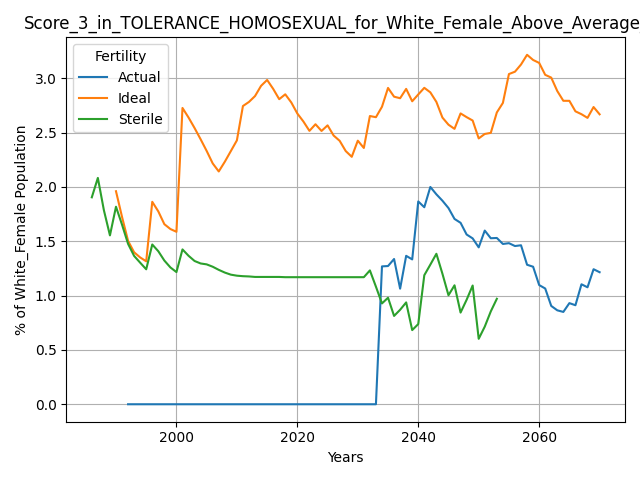 Score_3_in_TOLERANCE_HOMOSEXUAL_for_White_Female_Above_Average
Fertility
Actual
Ideal
Sterile
% of White_Female Population
3.0
2.5
2.0
1.5
1.0
0.5
0.0
2000 2020 2040 2060
Years